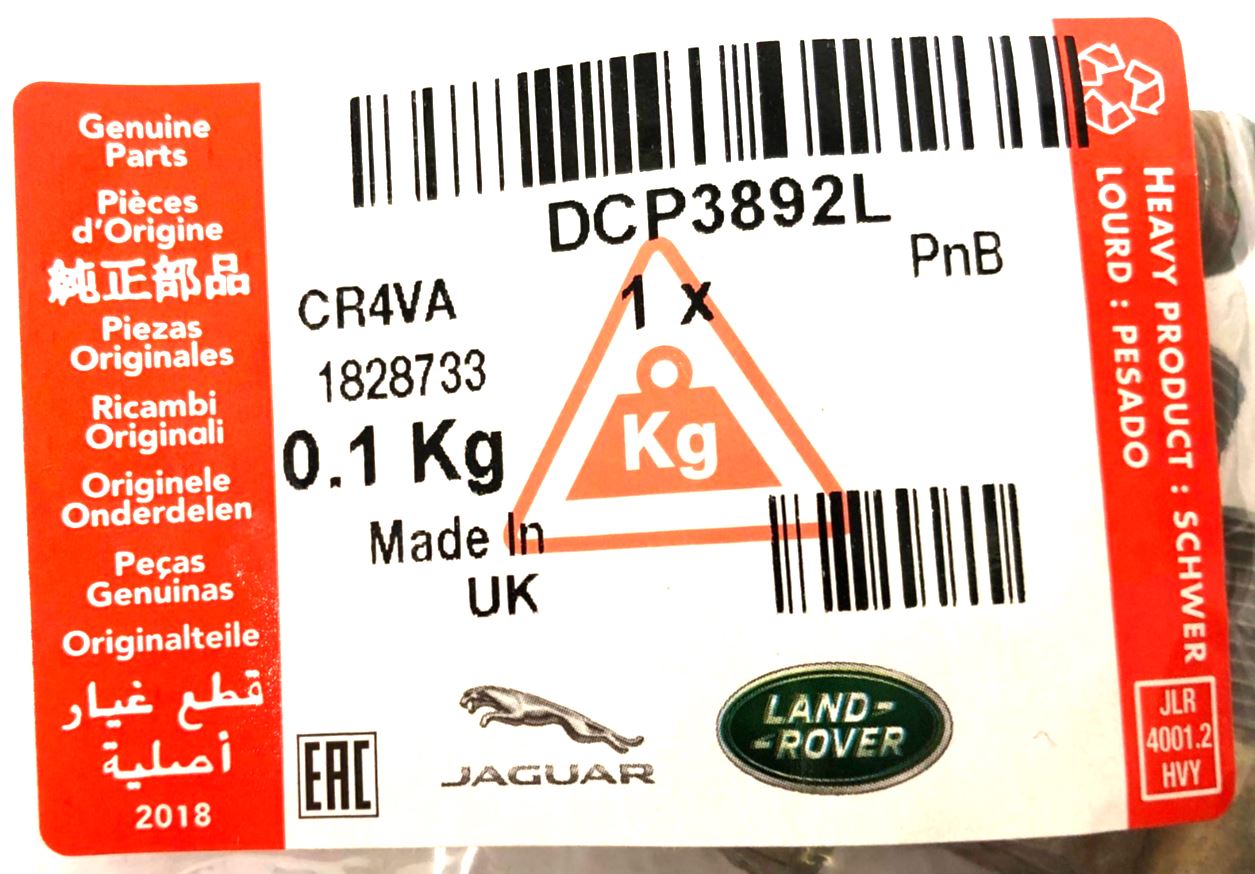 Genuine
Parts
Pièces
d'Origine
純正部品
Piezas
Originales
Ricambi
Originali
Originele
Onderdelen
Peças
Genuinas
Originalteile
قطع غيار
أصلية
2018
DCP3892L
PnB
CR4VA
1 x
1828733
0.1 Kg
Kg
Made In
UK
EAC
JAGUAR
LAND-
-ROVER
HEAVY PRODUCT : SCHWER
LOURD : PESADO
JLR
4001.2
HVY